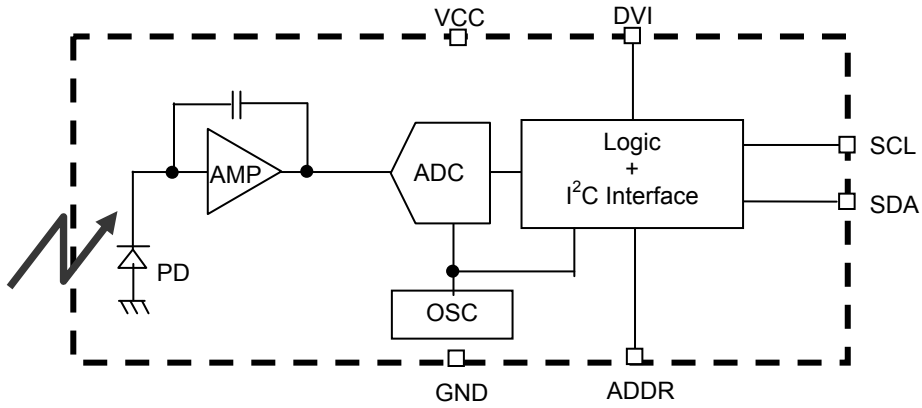 VCC
DVI
AMP
ADC
Logic
+
I²C Interface
SCL
SDA
PD
OSC
GND
ADDR